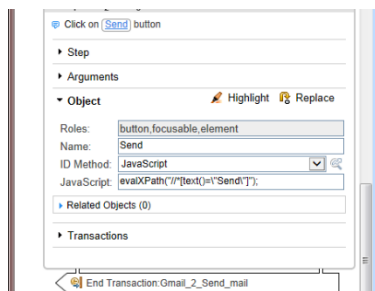 Click on Send button
Step
Arguments
Object Highlight Replace
Roles: button,focusable,element
Name: Send
ID Method: JavaScript
JavaScript: evalXPath("//*[text()=\"Send\"]");
Related Objects (0)
Transactions
End Transaction:Gmail_2_Send_mail